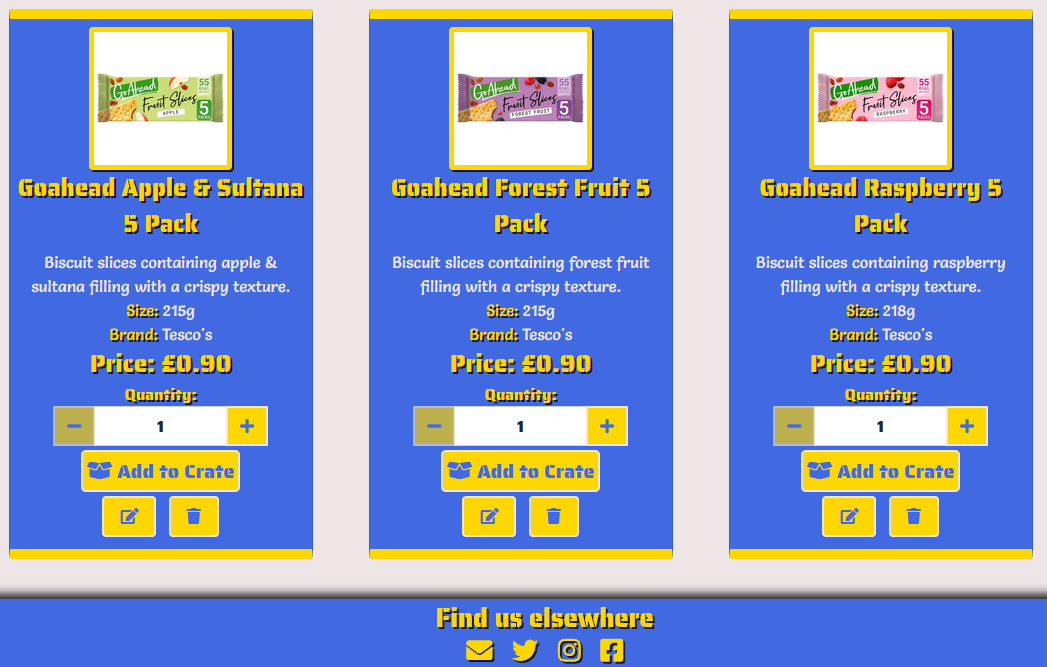 GoAhead
55
Kcal
Fruit Slices
APPLE
5
PACKS
Goahead Apple & Sultana
5 Pack
Biscuit slices containing apple &
sultana filling with a crispy texture.
Size: 215g
Brand: Tesco's
Price: £0.90
Quantity:
1
Add to Crate
GoAhead
55
Kcal
Fruit Slices
FOREST FRUIT
5
PACKS
Goahead Forest Fruit 5
Pack
Biscuit slices containing forest fruit
filling with a crispy texture.
Size: 215g
Brand: Tesco's
Price: £0.90
Quantity:
1
Add to Crate
GoAhead
55
Kcal
Fruit Slices
RASPBERRY
5
PACKS
Goahead Raspberry 5
Pack
Biscuit slices containing raspberry
filling with a crispy texture.
Size: 218g
Brand: Tesco's
Price: £0.90
Quantity:
1
Add to Crate
Find us elsewhere